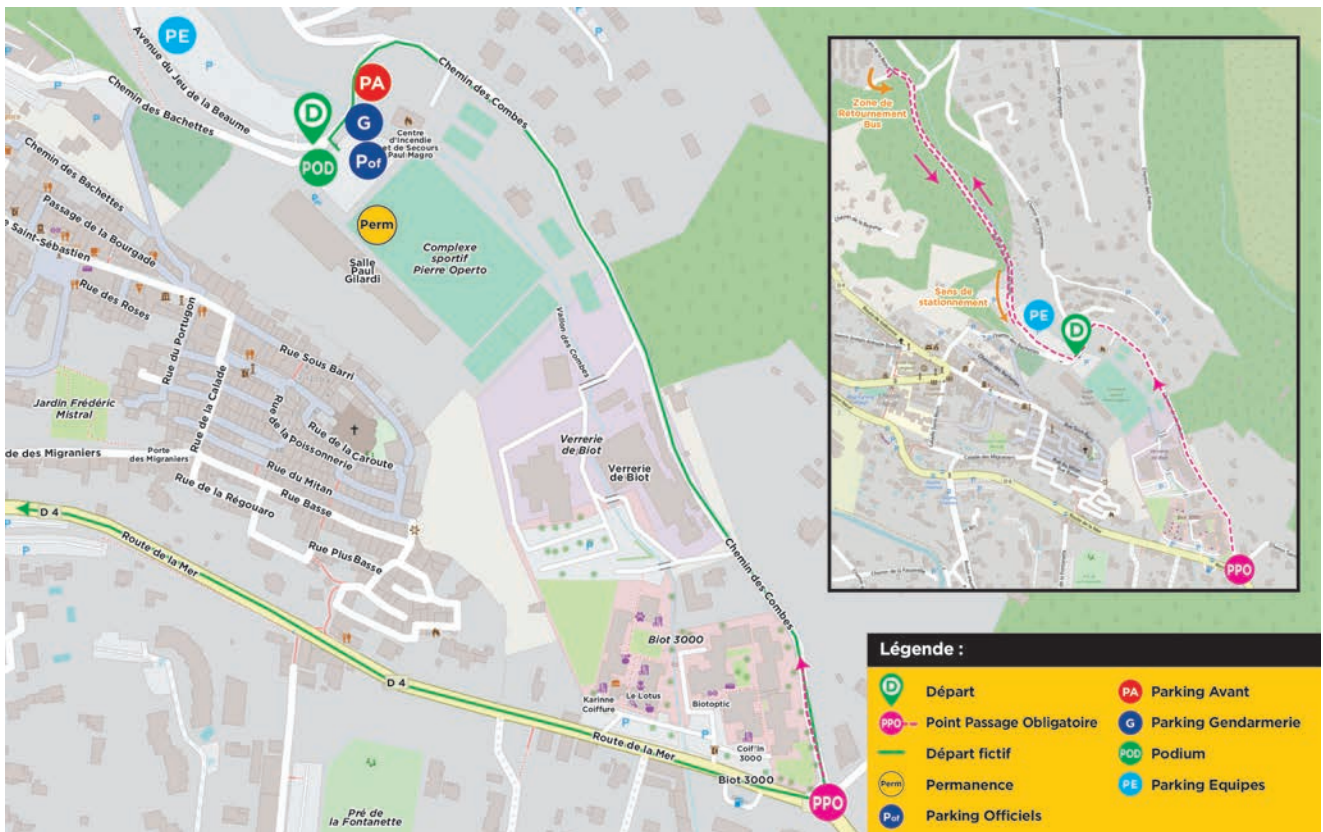 PE
Avenue du Jeu de la Beaume
Chemin des Bachettes
D
POD
PA
G
Pof
Centre
d'Incendie
et de Secours
Paul Magro
Chemin des Combes
Chemin des Bachettes
Passage de la Bourgade
e Saint-Sébastien
Rue des Roses
Rue du Portugon
Perm
Salle
Paul
Gilardi
Complexe
sportif
Pierre Operto
Vallon des Combes
Rue Sous Barri
Rue de la Calade
Rue
de la Poissonnerie
Rue de la Caroute
Jardin Frédéric
Mistral
de des Migraniers
Porte
des Migraniers
Rue du Mitan
Rue Basse
Rue de la Régouaro
Rue Plus Basse
Verrerie
de Biot
Verrerie
de Biot
Chemin des Combes
D 4
Route de la Mer
D 4
Biot 3000
Karinne
Coiffure
Le Lotus
Biotoptic
Coif'In
3000
Route de la Mer
Biot 3000
PPO
Pré de
la Fontanette
Zone de
Retournement
Bus
Sens de
stationnement
PE
D
PPO
Légende :
D Départ
PPO Point Passage Obligatoire
Départ fictif
Perm Permanence
Pof Parking Officiels
PA Parking Avant
G Parking Gendarmerie
POD Podium
PE Parking Equipes